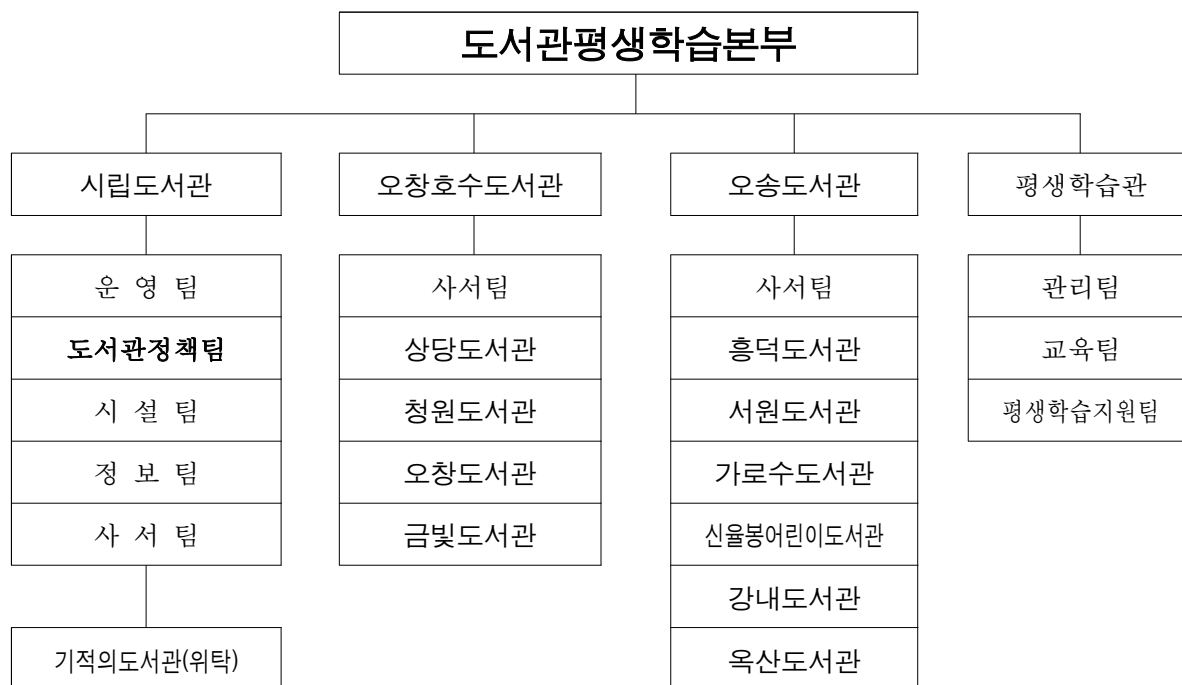 도서관평생학습본부
시립도서관
오창호수도서관
오송도서관
평생학습관
운 영 팀
사서팀
사서팀
관리팀
도서관정책팀
상당도서관
흥덕도서관
교육팀
시 설 팀
청원도서관
서원도서관
평생학습지원팀
정 보 팀
오창도서관
가로수도서관
사 서 팀
금빛도서관
신율봉어린이도서관
강내도서관
기적의도서관(위탁)
옥산도서관